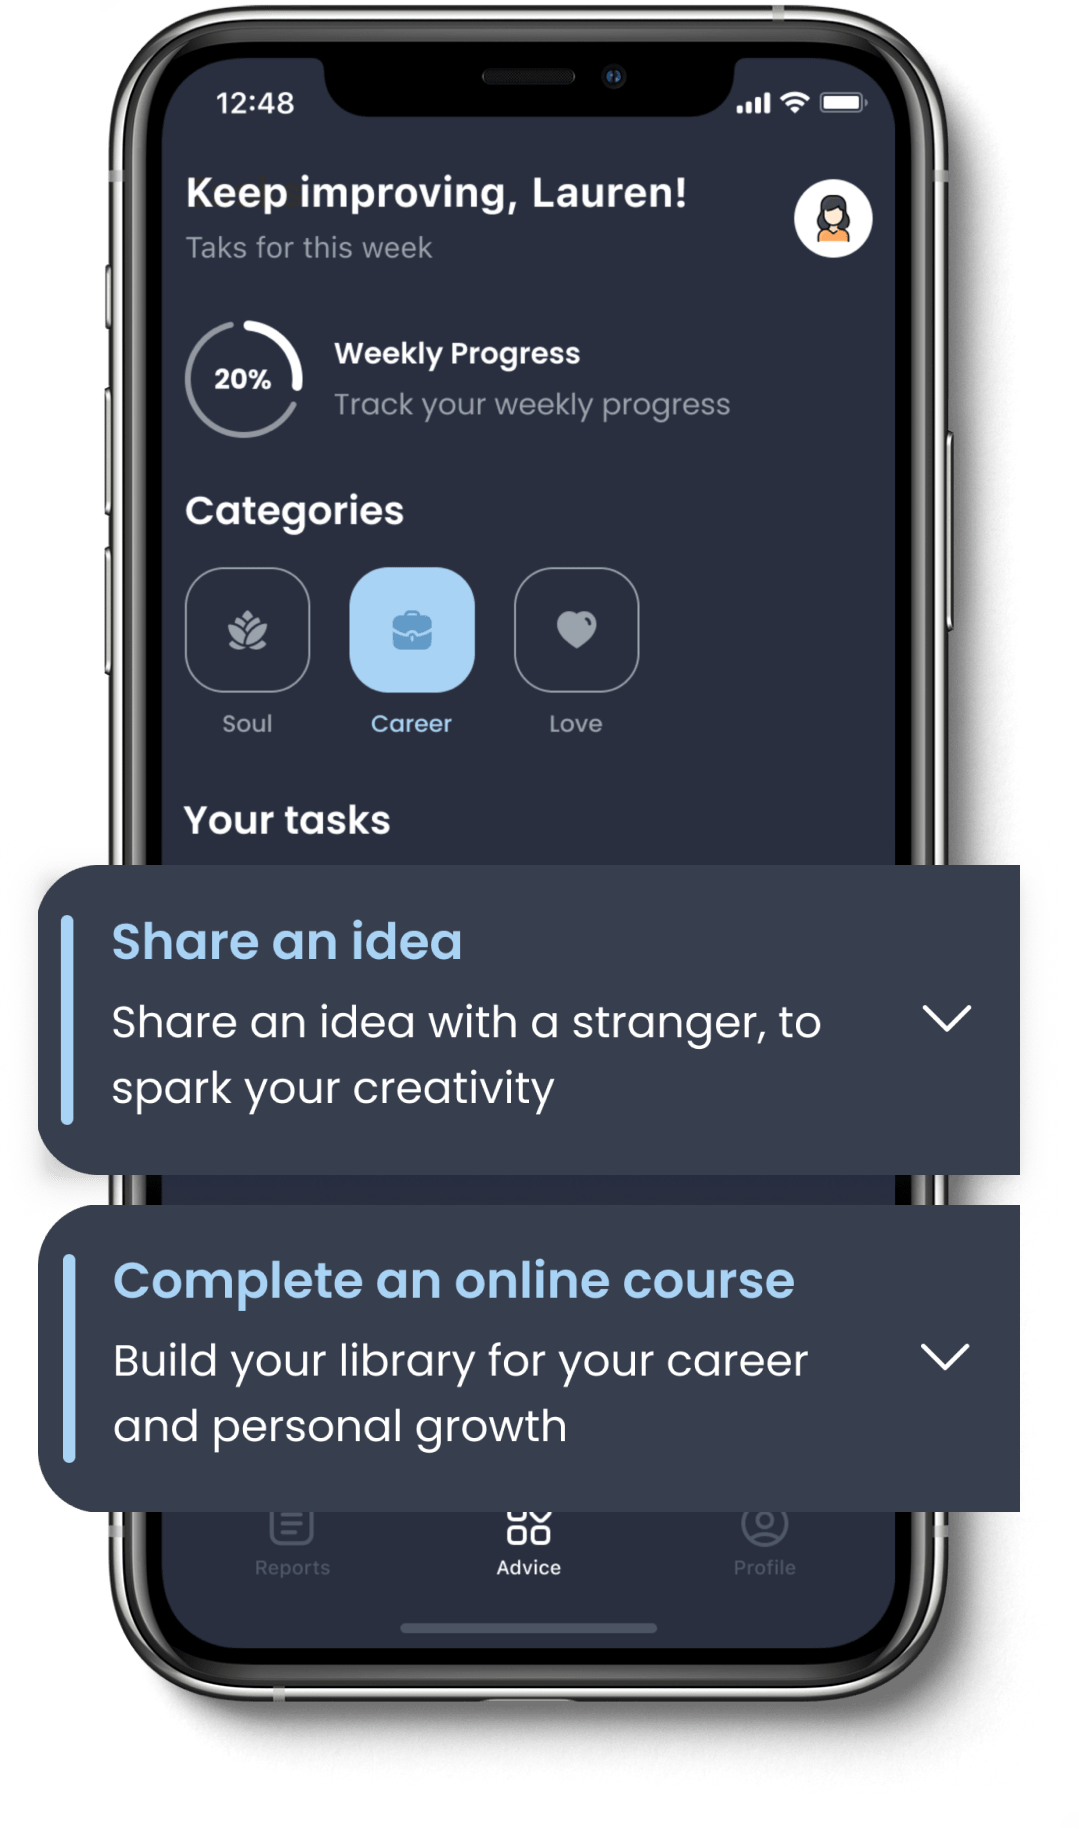 12:48
Keep improving, Lauren!
Taks for this week
20%
Weekly Progress
Track your weekly progress
Categories
Soul
Career
Love
Your tasks
Share an idea
Share an idea with a stranger, to
spark your creativity
Complete an online course
Build your library for your career
and personal growth
Reports
Advice
Profile